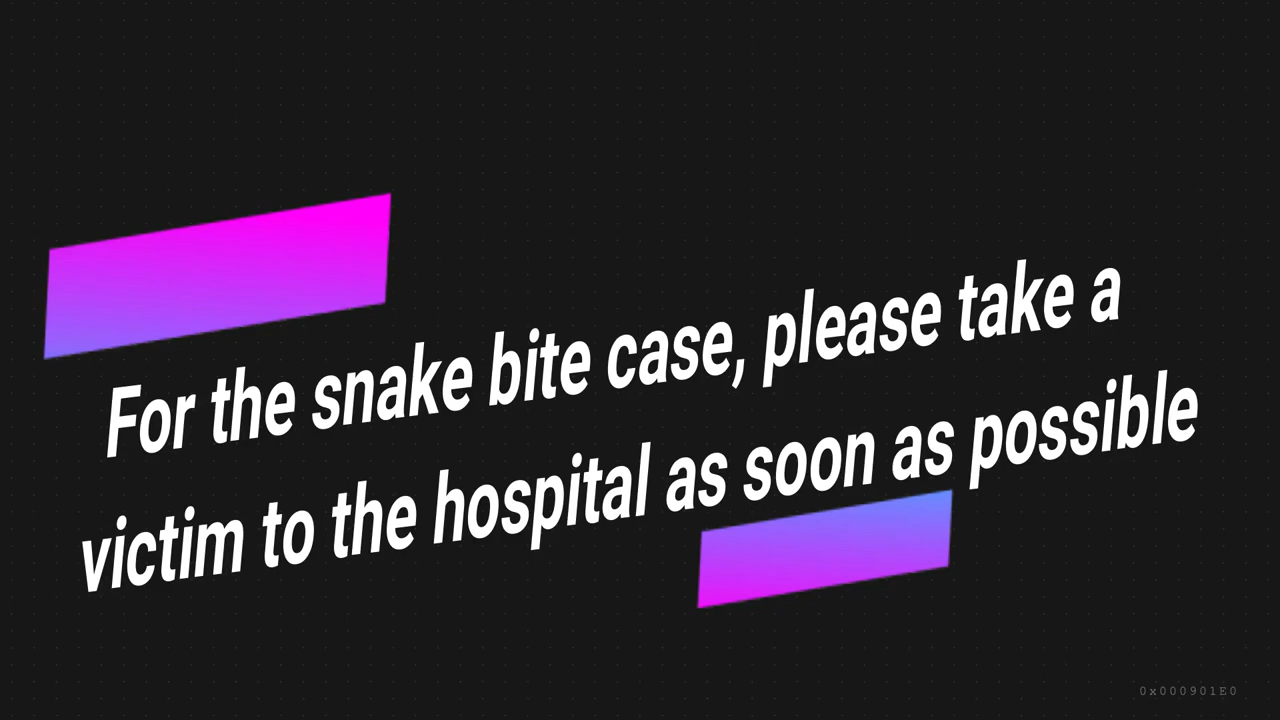 For the snake bite case, please take a
victim to the hospital as soon as possible
0x000901E0